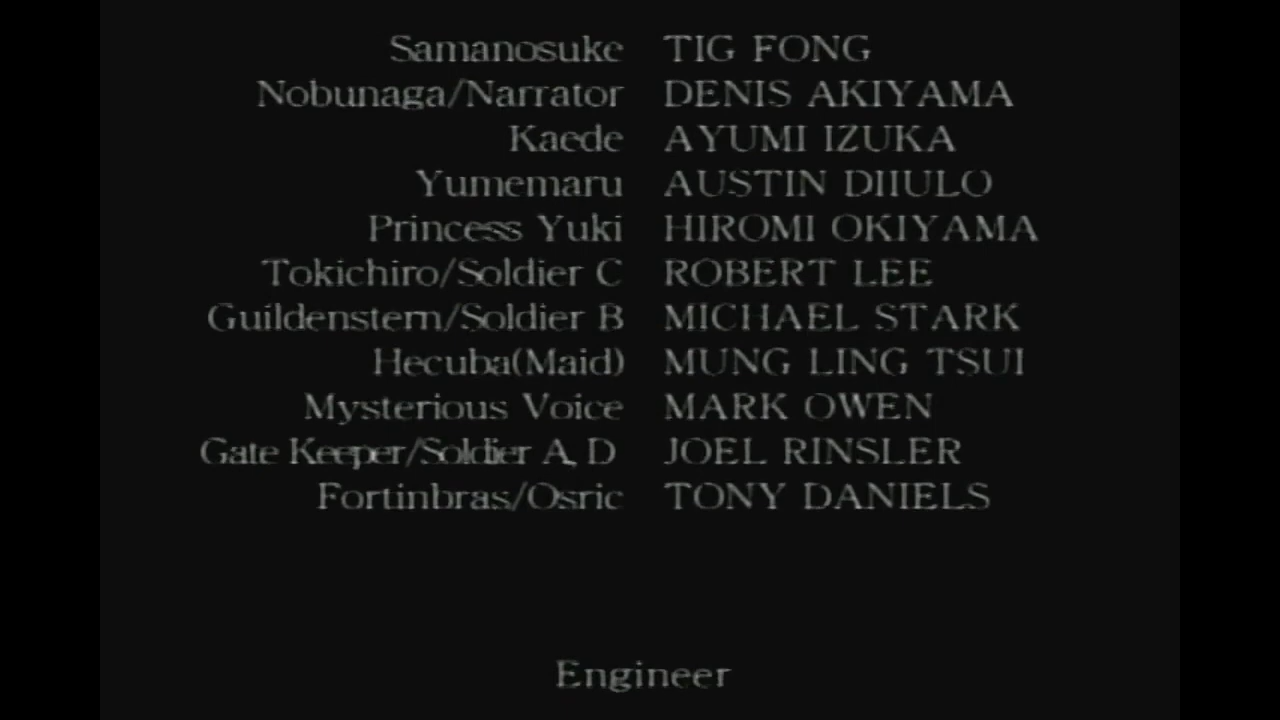 Samanosuke TIG FONG
Nobunaga/Narrator DENIS AKIYAMA
Kaede AYUMI IZUKA
Yumemaru AUSTIN DIIULO
Princess Yuki HIROMI OKIYAMA
Tokichiro/Soldier C ROBERT LEE
Guildenstern/Soldier B MICHAEL STARK
Hecuba(Maid) MUNG LING TSUI
Mysterious Voice MARK OWEN
Gate Keeper/Soldier A, D JOEL RINSLER
Fortinbras/Osric TONY DANIELS
Engineer